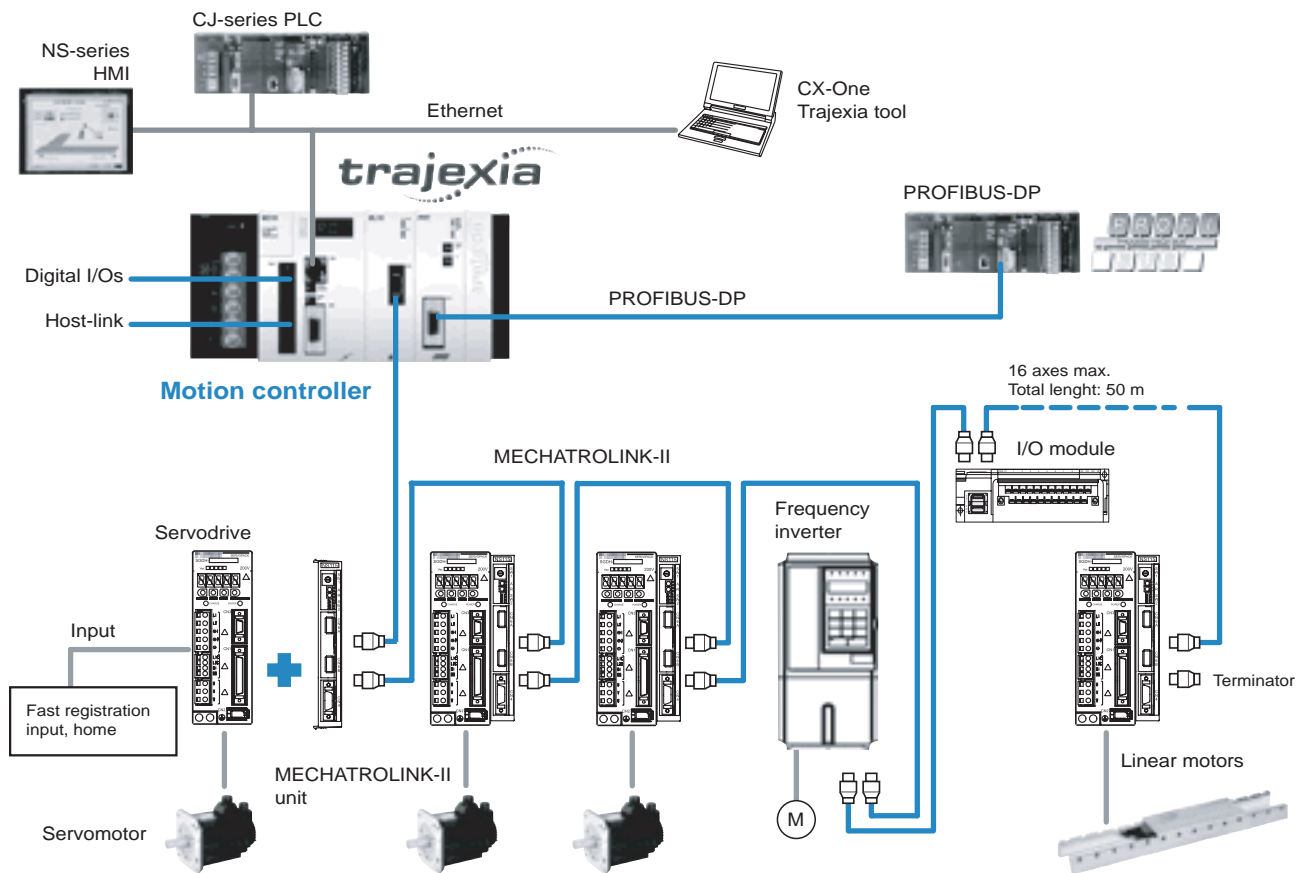 CJ-series PLC
NS-series
HMI
Ethernet
CX-One
Trajexia tool
trajexia
PROFIBUS-DP
Digital I/Os
Host-link
PROFIBUS-DP
Motion controller
16 axes max.
Total lenght: 50 m
MECHATROLINK-II
I/O module
Frequency
inverter
Servodrive
Input
Fast registration
input, home
Terminator
MECHATROLINK-II
unit
Linear motors
Servomotor
M